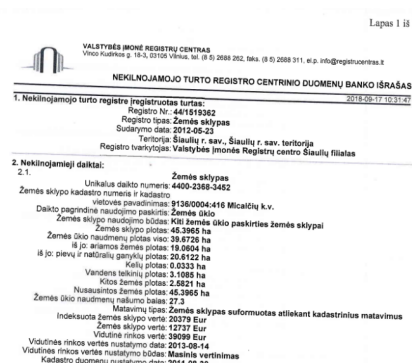 Lapas 1 iš
VALSTYBĖS ĮMONĖ REGISTRŲ CENTRAS
Vinco Kudirkos g. 18-3, 03105 Vilnius, tel. (8 5) 2688 262, faks. (8 5) 2688 311, el.p. info@registrucentras.lt
NEKILNOJAMOJO TURTO REGISTRO CENTRINIO DUOMENŲ BANKO IŠRAŠAS
2018-09-17 10:31:47
1. Nekilnojamojo turto registre įregistruotas turtas:
Registro Nr.: 44/1519362
Registro tipas: Žemės sklypas
Sudarymo data: 2012-05-23
Teritorija: Šiaulių r. sav., Šiaulių r. sav. teritorija
Registro tvarkytojas: Valstybės Įmonės Registrų centro Šiaulių filialas
2. Nekilnojamieji daiktai:
2.1. Žemės sklypas
Unikalus daikto numeris: 4400-2368-3452
Žemės sklypo kadastro numeris ir kadastro
vietovės pavadinimas: 9136/0004:416 Micaičių k.v.
Daikto pagrindinė naudojimo paskirtis: Žemės ūkio
Žemės sklypo naudojimo būdas: Kiti žemės ūkio paskirties žemės sklypai
Žemės sklypo plotas: 45.3965 ha
Žemės ūkio naudmenų plotas viso: 39.6726 ha
iš jo: ariamos žemės plotas: 19.0604 ha
iš jo: pievų ir natūralių ganyklų plotas: 20.6122 ha
Kelių plotas: 0.0333 ha
Vandens telkinių plotas: 3.1085 ha
Kitos žemės plotas: 2.5821 ha
Nusausintos žemės plotas: 45.3965 ha
Žemės ūkio naudmenų našumo balas: 27.3
Matavimų tipas: Žemės sklypas suformuotas atliekant kadastrinius matavimus
Indeksuota žemės sklypo vertė: 20379 Eur
Žemės sklypo vertė: 12737 Eur
Vidutinė rinkos vertė: 39099 Eur
Vidutinės rinkos vertės nustatymo data: 2013-08-14
Vidutinės rinkos vertės nustatymo būdas: Masinis vertinimas
Kadastro duomenų nustatymo data: